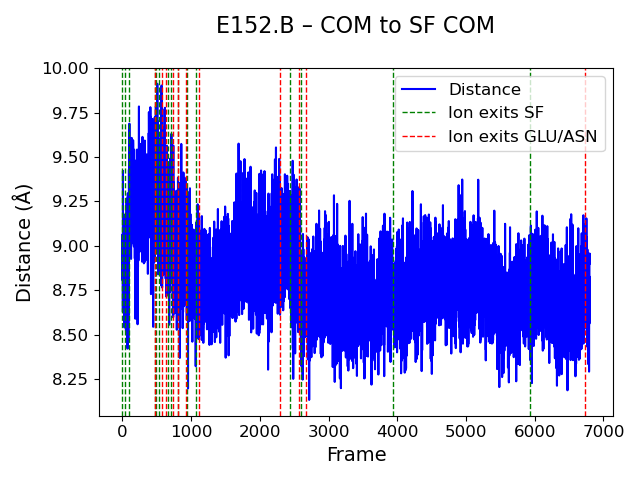 E152.B – COM to SF COM
10.00
9.75
9.50
9.25
9.00
8.75
8.50
8.25
Distance (Å)
Distance
Ion exits SF
Ion exits GLU/ASN
0 1000 2000 3000 4000 5000 6000 7000
Frame